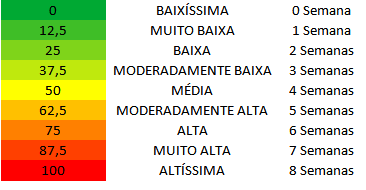 0 BAIXÍSSIMA 0 Semana
12,5 MUITO BAIXA 1 Semana
25 BAIXA 2 Semanas
37,5 MODERADAMENTE BAIXA 3 Semanas
50 MÉDIA 4 Semanas
62,5 MODERADAMENTE ALTA 5 Semanas
75 ALTA 6 Semanas
87,5 MUITO ALTA 7 Semanas
100 ALTÍSSIMA 8 Semanas